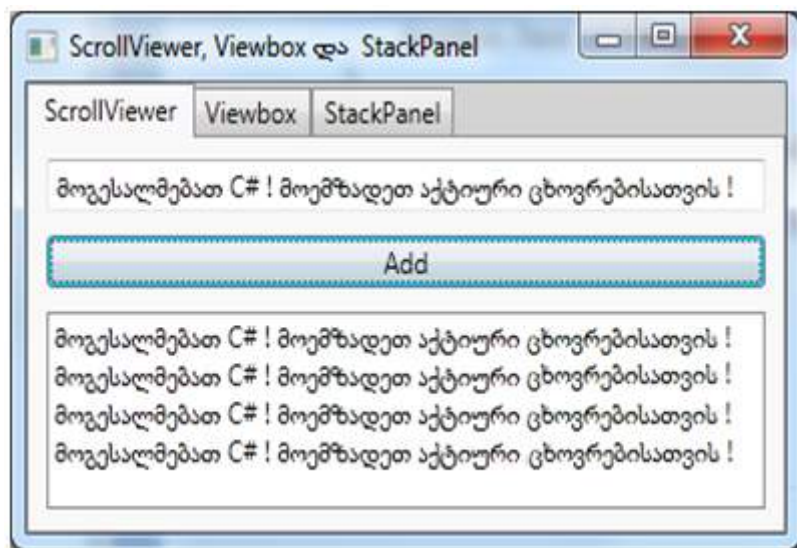 ScrollViewer, Viewbox და StackPanel
ScrollViewer Viewbox StackPanel
მოგესალმებათ C# ! მოემზადეთ აქტიური ცხოვრებისათვის !
Add
მოგესალმებათ C# ! მოემზადეთ აქტიური ცხოვრებისათვის !
მოგესალმებათ C# ! მოემზადეთ აქტიური ცხოვრებისათვის !
მოგესალმებათ C# ! მოემზადეთ აქტიური ცხოვრებისათვის !
მოგესალმებათ C# ! მოემზადეთ აქტიური ცხოვრებისათვის !